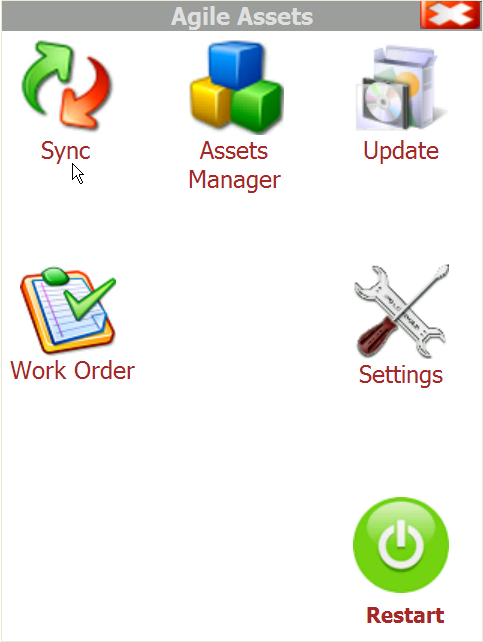 Agile Assets
Sync
Assets
Manager
Update
Work Order
Settings
Restart